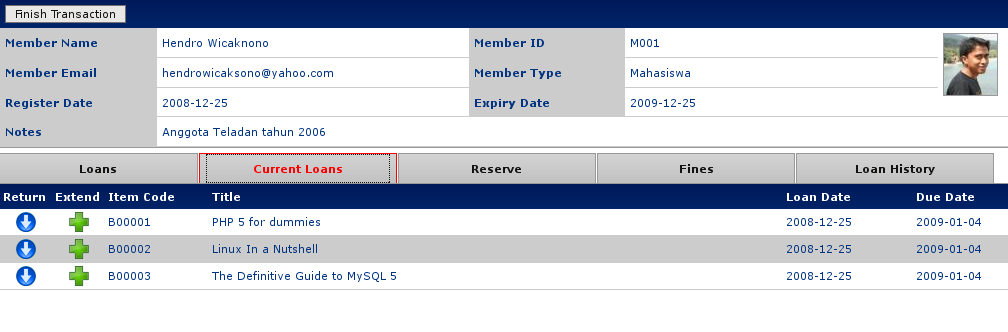 Finish Transaction
Member Name Hendro Wicaknono Member ID M001
Member Email hendrowicaksono@yahoo.com Member Type Mahasiswa
Register Date 2008-12-25 Expiry Date 2009-12-25
Notes Anggota Teladan tahun 2006
Loans Current Loans Reserve Fines Loan History
Return Extend Item Code Title Loan Date Due Date
B00001 PHP 5 for dummies 2008-12-25 2009-01-04
B00002 Linux In a Nutshell 2008-12-25 2009-01-04
B00003 The Definitive Guide to MySQL 5 2008-12-25 2009-01-04